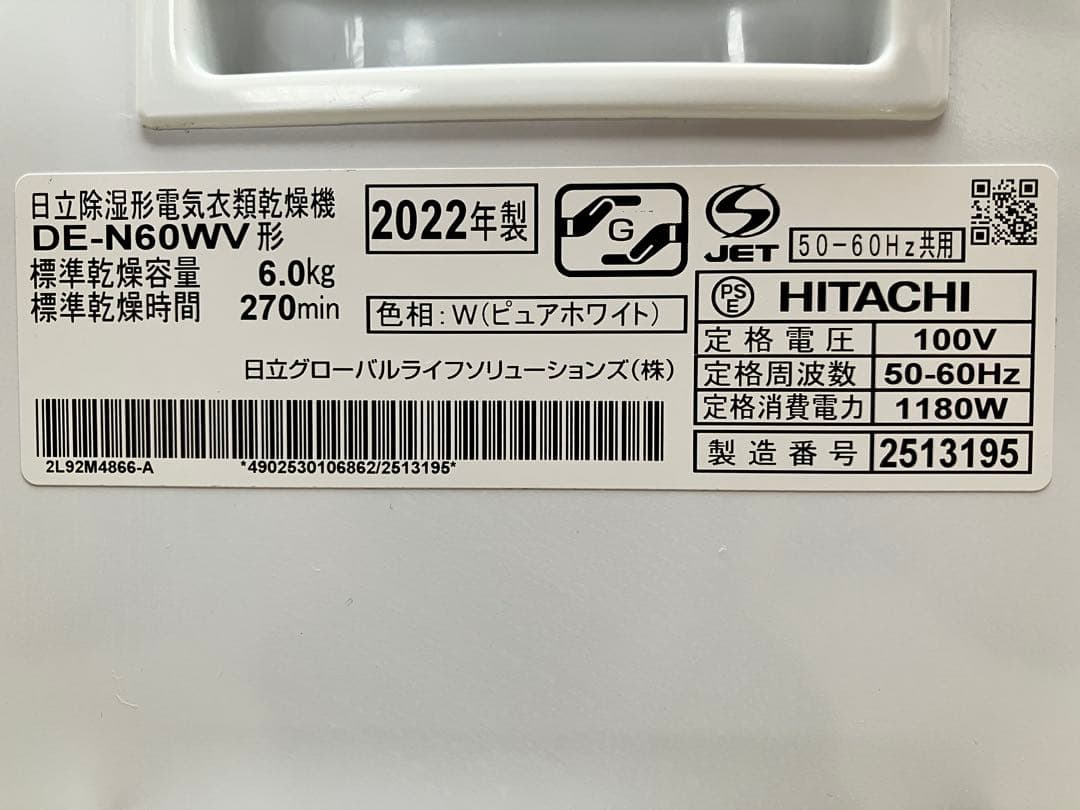 日立除湿形電気衣類乾燥機
DE-N60WV形
標準乾燥容量 6.0kg
標準乾燥時間 270min
2022年製
G
JET
50-60Hz共用
色相:W(ピュアホワイト)
日立グローバルライフソリューションズ(株)
PS
E
HITACHI
定格電圧 100V
定格周波数 50-60Hz
定格消費電力 1180W
製造番号 2513195
2L92M4866-A *4902530106862/2513195*